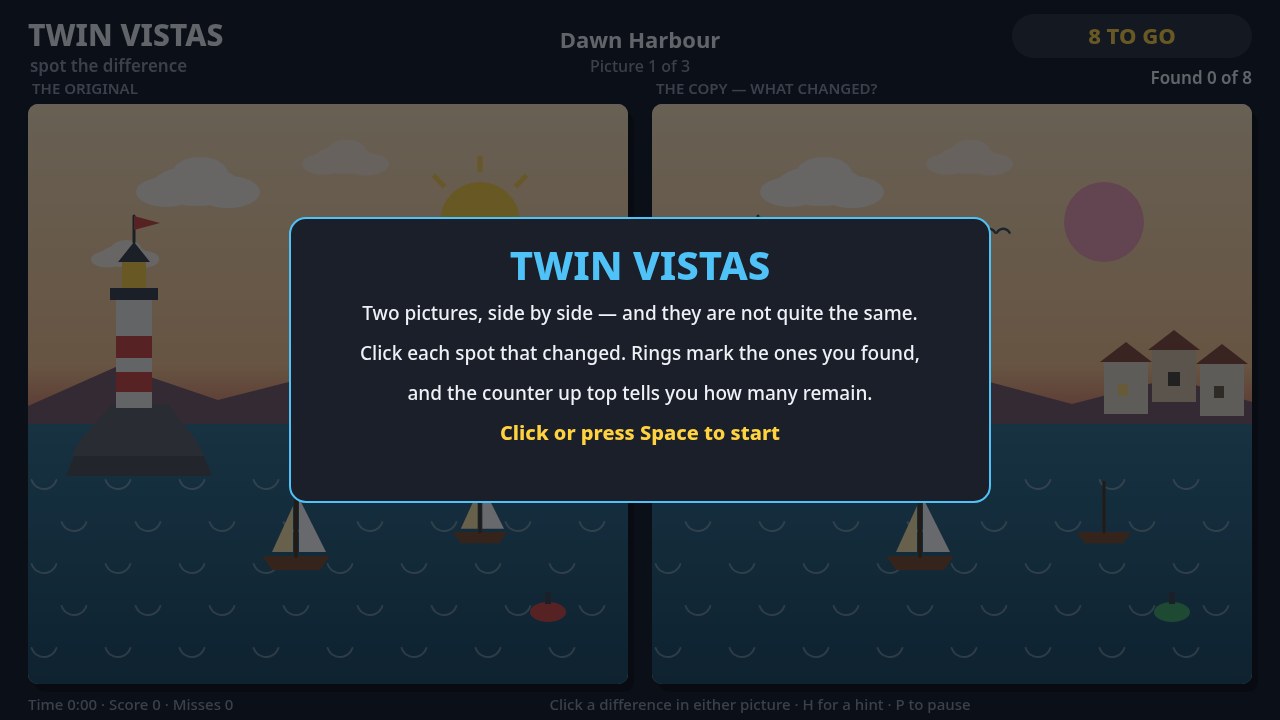 TWIN VISTAS
spot the difference
Dawn Harbour
Picture 1 of 3
8 TO GO
Found 0 of 8
THE ORIGINAL
THE COPY — WHAT CHANGED?
TWIN VISTAS
Two pictures, side by side — and they are not quite the same.
Click each spot that changed. Rings mark the ones you found,
and the counter up top tells you how many remain.
Click or press Space to start
Time 0:00 · Score 0 · Misses 0
Click a difference in either picture · H for a hint · P to pause